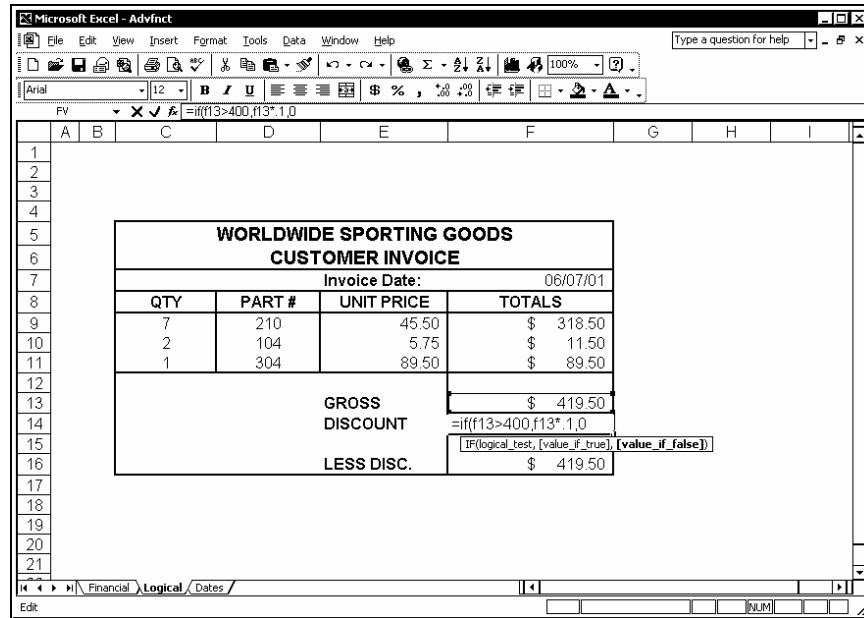 Microsoft Excel - Advfnct
File Edit View Insert Format Tools Data Window Help Type a question for help
100%
Arial 12 B I U $ % ,
FV =if(f13>400,f13*.1,0
A B C D E F G H I
1
2
3
4
5 WORLDWIDE SPORTING GOODS
6 CUSTOMER INVOICE
7 Invoice Date: 06/07/01
8 QTY PART # UNIT PRICE TOTALS
9 7 210 45.50 $ 318.50
10 2 104 5.75 $ 11.50
11 1 304 89.50 $ 89.50
12
13 GROSS $ 419.50
14 DISCOUNT =if(f13>400,f13*.1,0
15 IF(logical_test, [value_if_true], [value_if_false])
16 LESS DISC. $ 419.50
17
18
19
20
21
Financial Logical Dates
Edit NUM